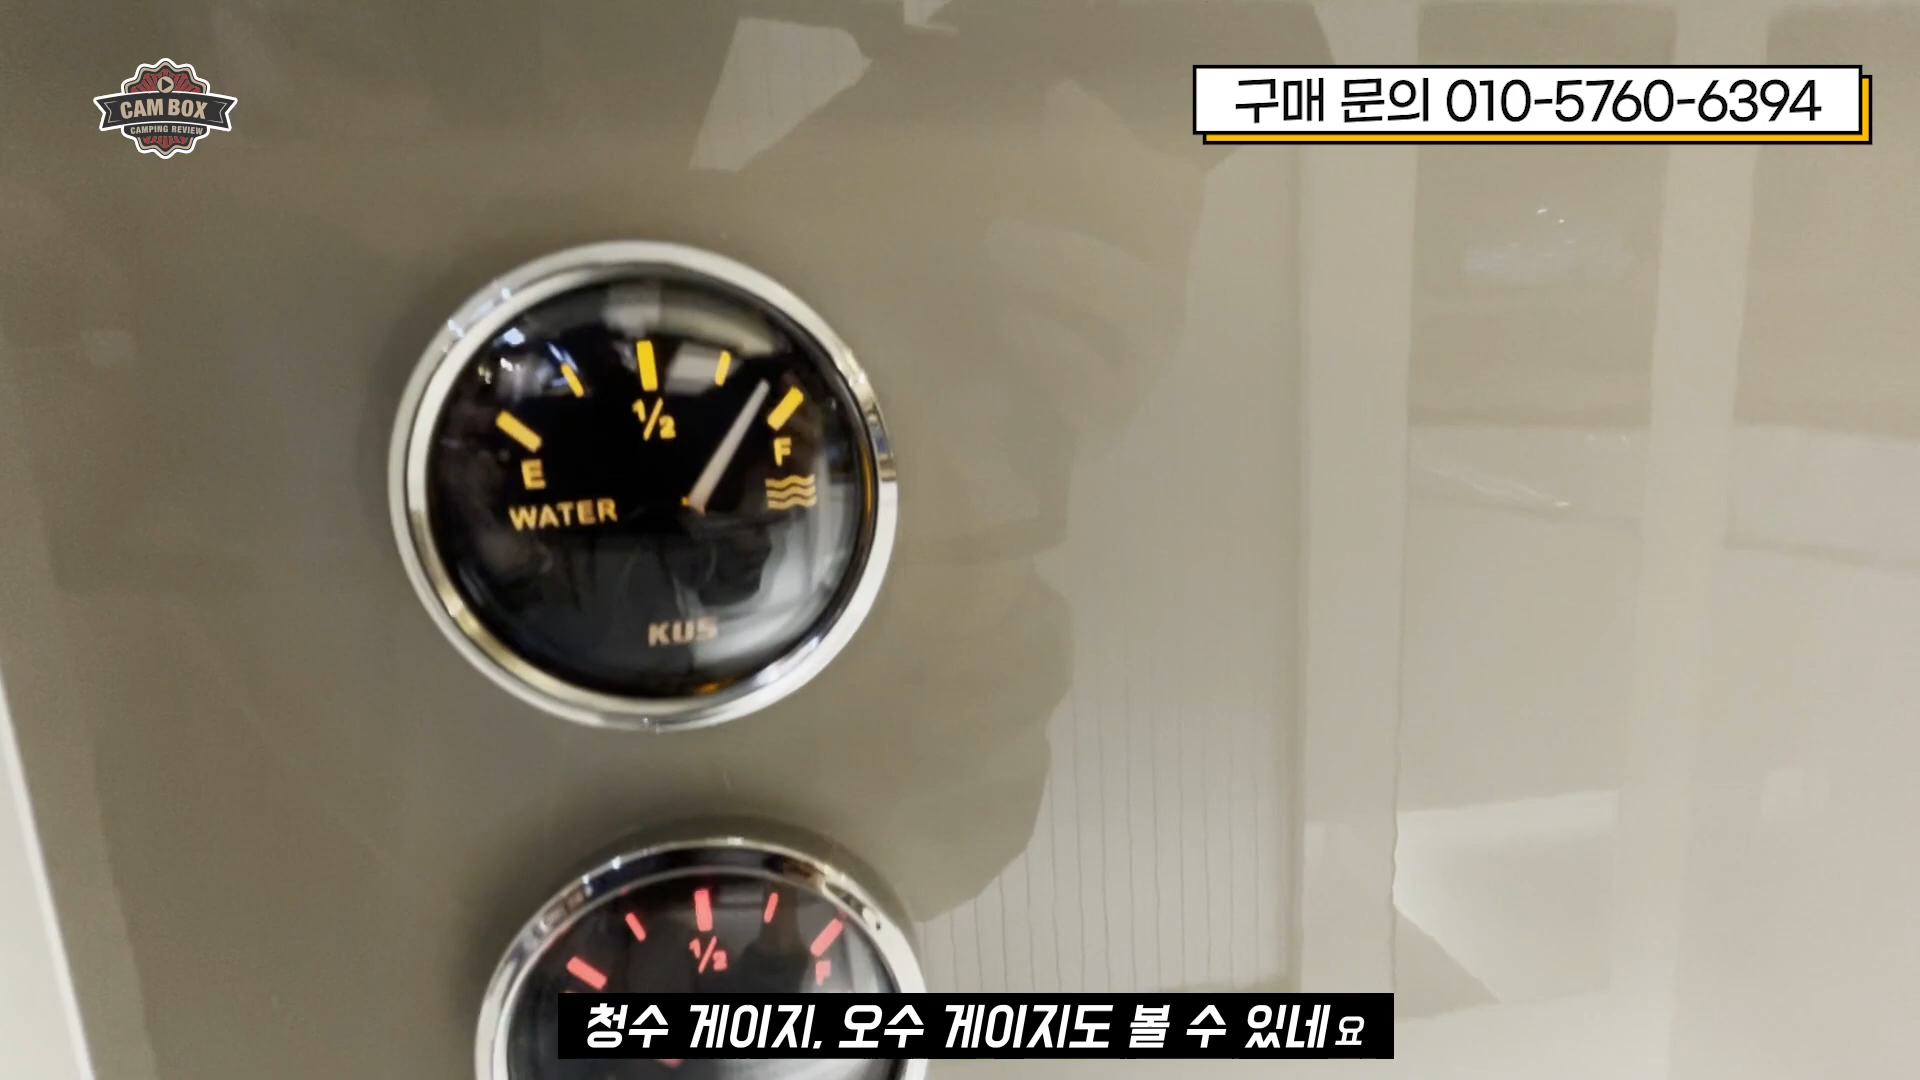 CAM BOX
CAMPING REVIEW
구매 문의 010-5760-6394
1/2
E
F
WATER
KUS
1/2
F
청수 게이지, 오수 게이지도 볼 수 있네요